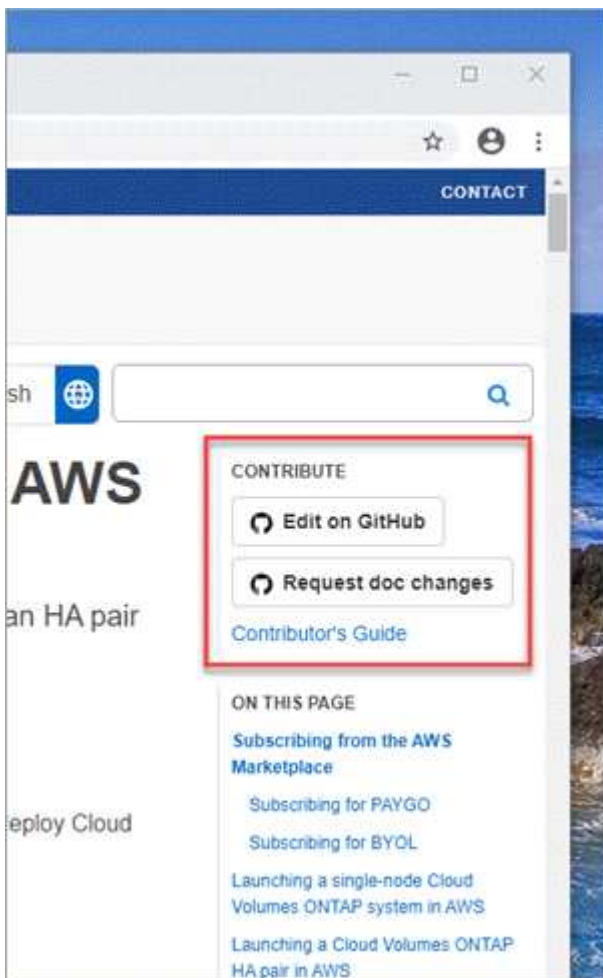 CONTACT
sh
AWS
an HA pair
eploy Cloud
CONTRIBUTE
Edit on GitHub
Request doc changes
Contributor's Guide
ON THIS PAGE
Subscribing from the AWS
Marketplace
Subscribing for PAYGO
Subscribing for BYOL
Launching a single-node Cloud
Volumes ONTAP system in AWS
Launching a Cloud Volumes ONTAP
HA pair in AWS